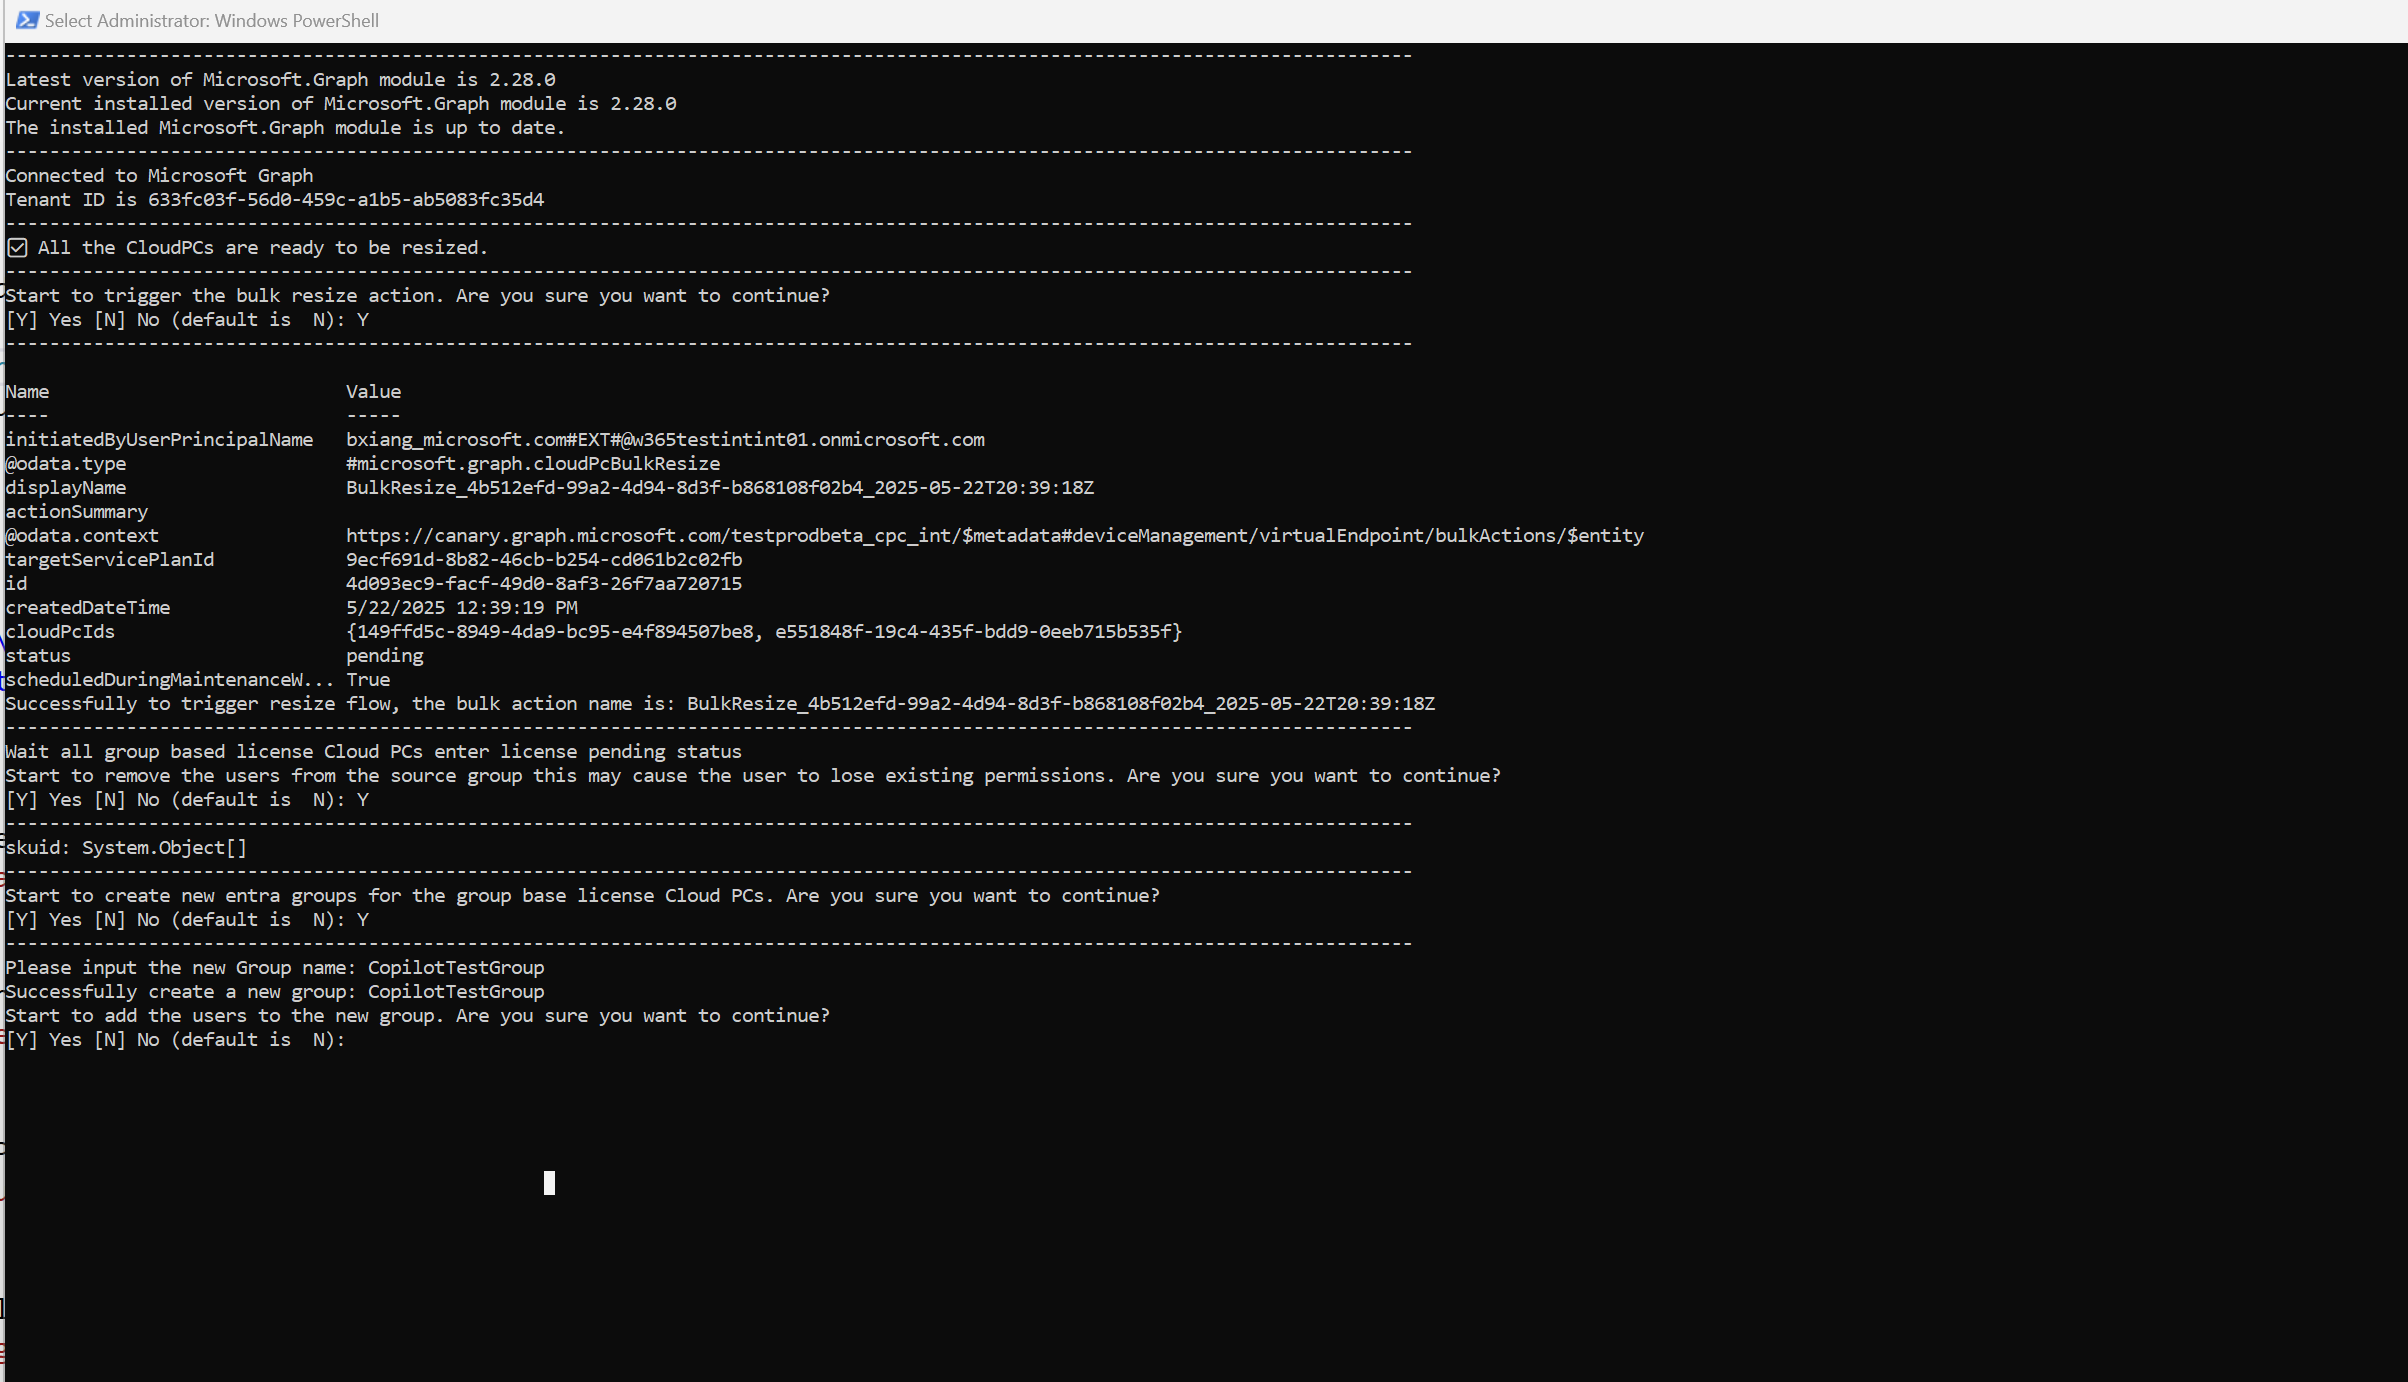 Select Administrator: Windows PowerShell
--------------------------------------------------------------------------------------------------------------------------------
Latest version of Microsoft.Graph module is 2.28.0
Current installed version of Microsoft.Graph module is 2.28.0
The installed Microsoft.Graph module is up to date.
--------------------------------------------------------------------------------------------------------------------------------
Connected to Microsoft Graph
Tenant ID is 633fc03f-56d0-459c-a1b5-ab5083fc35d4
--------------------------------------------------------------------------------------------------------------------------------
☑ All the CloudPCs are ready to be resized.
--------------------------------------------------------------------------------------------------------------------------------
Start to trigger the bulk resize action. Are you sure you want to continue?
[Y] Yes [N] No (default is  N): Y
--------------------------------------------------------------------------------------------------------------------------------
Name                           Value
----                           -----
initiatedByUserPrincipalName   bxiang_microsoft.com#EXT#@w365testintint01.onmicrosoft.com
@odata.type                    #microsoft.graph.cloudPcBulkResize
displayName                    BulkResize_4b512efd-99a2-4d94-8d3f-b868108f02b4_2025-05-22T20:39:18Z
actionSummary
@odata.context                 https://canary.graph.microsoft.com/testprodbeta_cpc_int/$metadata#deviceManagement/virtualEndpoint/bulkActions/$entity
targetServicePlanId            9ecf691d-8b82-46cb-b254-cd061b2c02fb
id                             4d093ec9-facf-49d0-8af3-26f7aa720715
createdDateTime                5/22/2025 12:39:19 PM
cloudPcIds                     {149ffd5c-8949-4da9-bc95-e4f894507be8, e551848f-19c4-435f-bdd9-0eeb715b535f}
status                         pending
scheduledDuringMaintenanceW... True
Successfully to trigger resize flow, the bulk action name is: BulkResize_4b512efd-99a2-4d94-8d3f-b868108f02b4_2025-05-22T20:39:18Z
--------------------------------------------------------------------------------------------------------------------------------
Wait all group based license Cloud PCs enter license pending status
Start to remove the users from the source group this may cause the user to lose existing permissions. Are you sure you want to continue?
[Y] Yes [N] No (default is  N): Y
--------------------------------------------------------------------------------------------------------------------------------
skuid: System.Object[]
--------------------------------------------------------------------------------------------------------------------------------
Start to create new entra groups for the group base license Cloud PCs. Are you sure you want to continue?
[Y] Yes [N] No (default is  N): Y
--------------------------------------------------------------------------------------------------------------------------------
Please input the new Group name: CopilotTestGroup
Successfully create a new group: CopilotTestGroup
Start to add the users to the new group. Are you sure you want to continue?
[Y] Yes [N] No (default is  N):